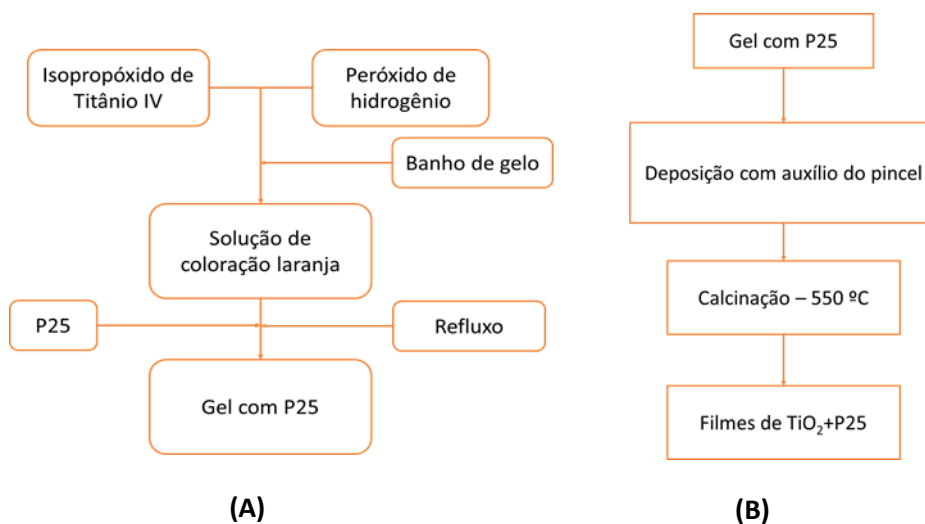 Isopropóxido de
Titânio IV
Peróxido de
hidrogênio
Banho de gelo
Solução de
coloração laranja
P25
Refluxo
Gel com P25
(A)
Gel com P25
Deposição com auxílio do pincel
Calcinação – 550 ºC
Filmes de TiO₂+P25
(B)